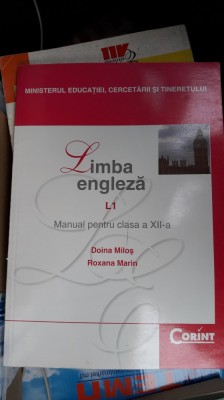 MINISTERUL EDUCAȚIEI, CERCETĂRII ȘI TINERETULUI
Limba
engleză
L1
Manual pentru clasa a XII-a
Doina Miloș
Roxana Marin
CORINT